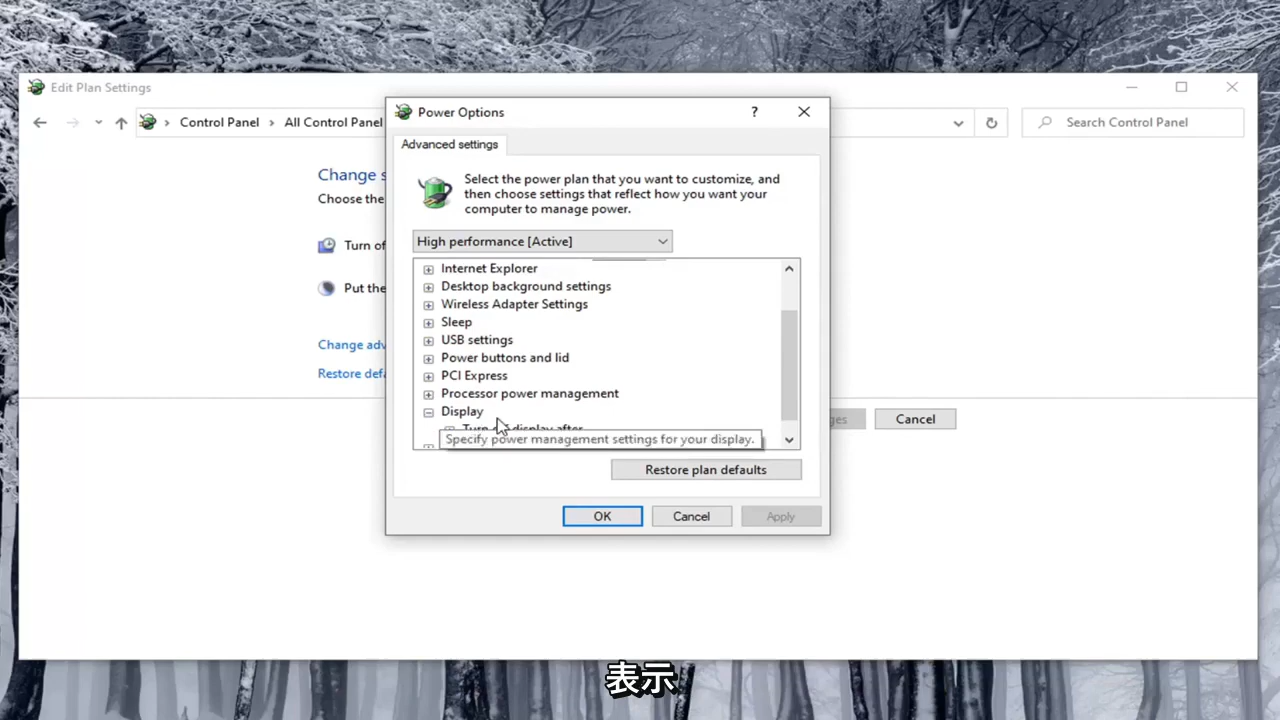 Edit Plan Settings
Control Panel > All Control Panel
Search Control Panel
Change s
Choose the
Turn of
Put the
Change adv
Restore defa
ges
Cancel
Power Options
?
Advanced settings
Select the power plan that you want to customize, and
then choose settings that reflect how you want your
computer to manage power.
High performance [Active]
Internet Explorer
Desktop background settings
Wireless Adapter Settings
Sleep
USB settings
Power buttons and lid
PCI Express
Processor power management
Display
display after
Specify power management settings for your display.
Restore plan defaults
OK
Cancel
Apply
表示